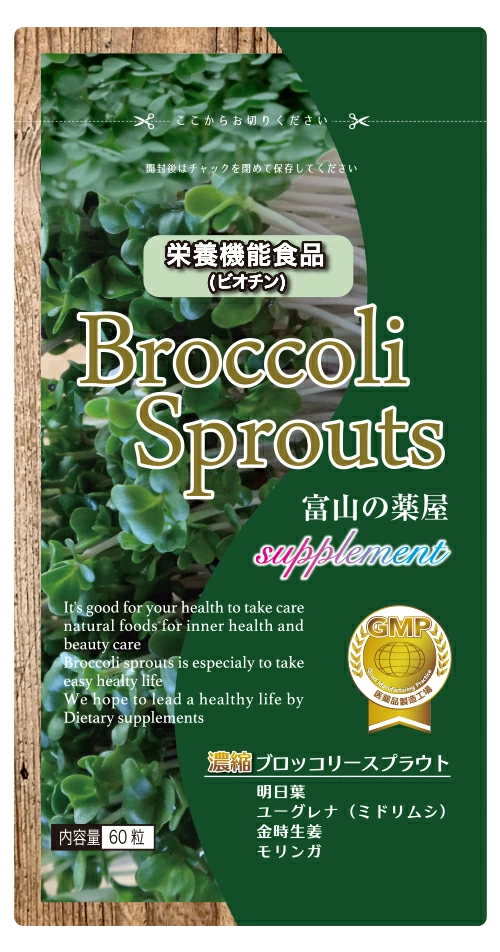 ここからお切りください
開封後はチャックを閉めて保存してください
栄養機能食品
(ビオチン)
Broccoli
Sprouts
富山の薬屋
supplement
It's good for your health to take care
natural foods for inner health and
beauty care
Broccoli sprouts is especialy to take
easy healty life
We hope to lead a healthy life by
Dietary supplements
GMP
Good Manufacturing Practice
医薬品製造工場
濃縮ブロッコリースプラウト
明日葉
ユーグレナ(ミドリムシ)
金時生姜
モリンガ
内容量 60 粒